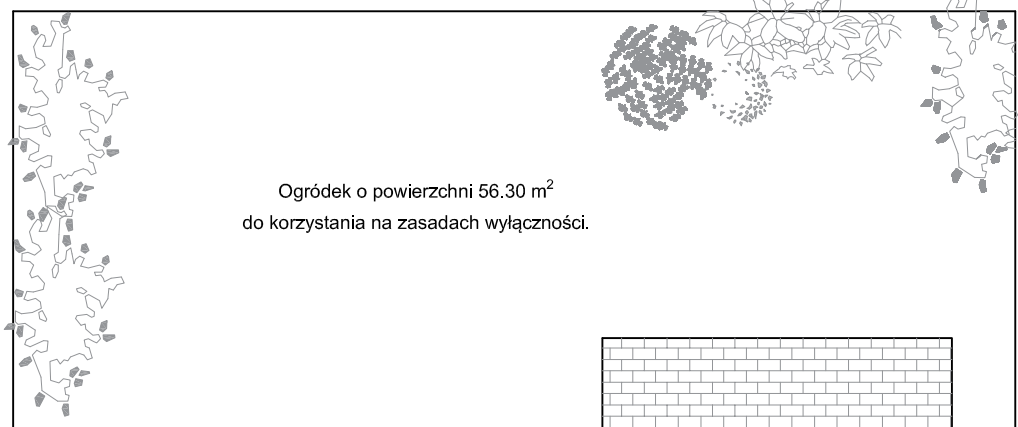 Ogródek o powierzchni 56.30 m²
do korzystania na zasadach wyłączności.